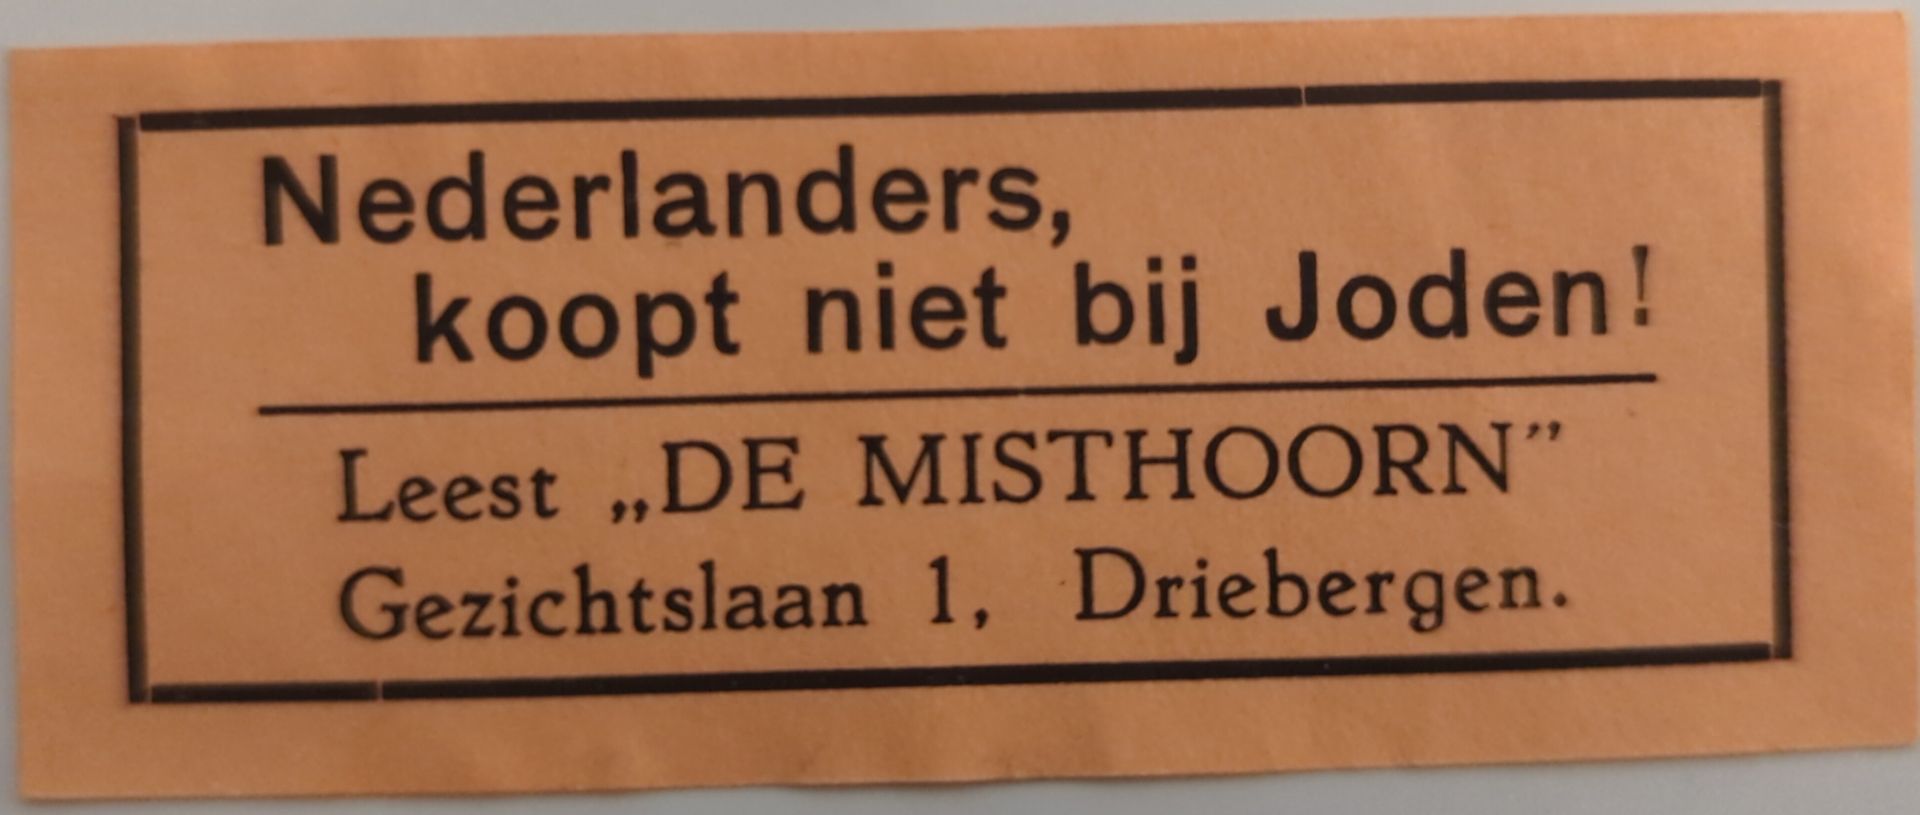 Nederlanders,
koopt niet bij Joden!
Leest „DE MISTHOORN”
Gezichtslaan 1, Driebergen.